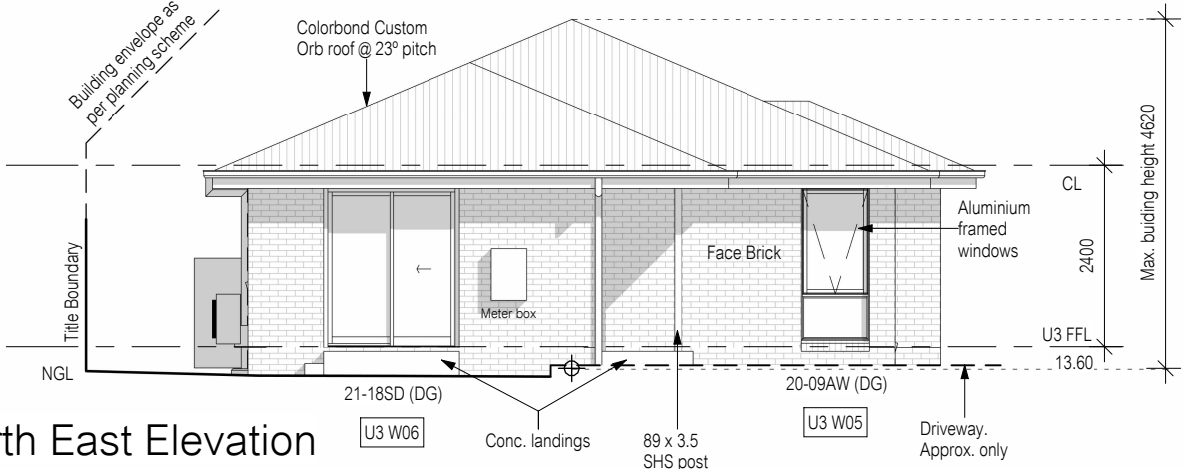 Building envelope as
per planning scheme
Colorbond Custom
Orb roof @ 23º pitch
Max. buiding height 4620
CL
2400
Aluminium
framed
windows
Face Brick
Title Boundary
Meter box
U3 FFL
13.60
NGL
21-18SD (DG)
20-09AW (DG)
U3 W06
U3 W05
Conc. landings
89 x 3.5
SHS post
Driveway.
Approx. only
rth East Elevation